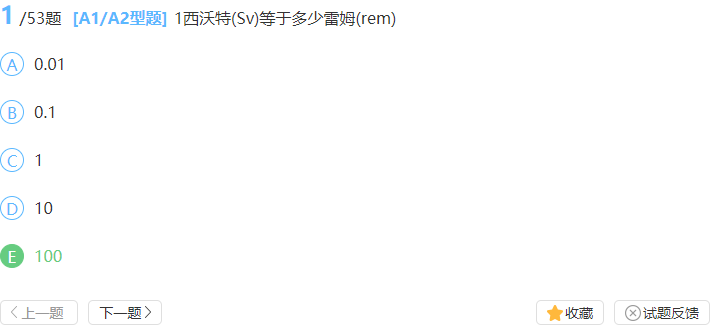 1 /53题 [A1/A2型题] 1西沃特(Sv)等于多少雷姆(rem)
A 0.01
B 0.1
C 1
D 10
E 100
上一题 下一题 收藏 试题反馈